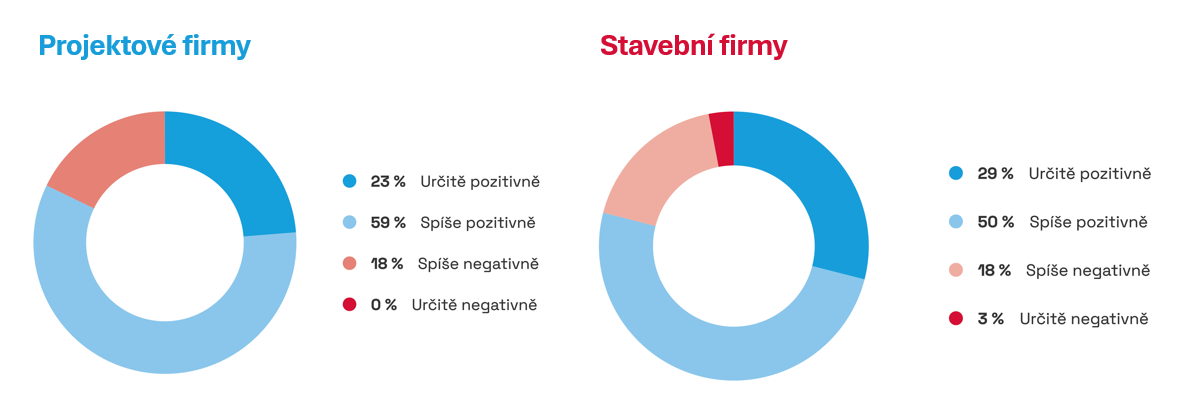 Projektové firmy
23 % Určitě pozitivně
59 % Spíše pozitivně
18 % Spíše negativně
0 % Určitě negativně
Stavební firmy
29 % Určitě pozitivně
50 % Spíše pozitivně
18 % Spíše negativně
3 % Určitě negativně